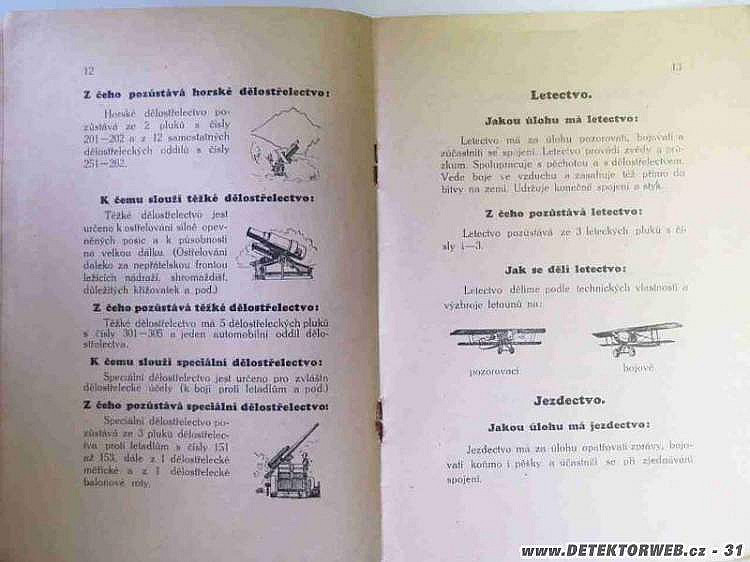 12
Z čeho pozůstává horské dělostřelectvo:
Horské dělostřelectvo po-
zůstává ze 2 pluků s čísly
201—202 a z 12 samostatných
dělostřeleckých oddílů s čísly
251—262.
K čemu slouží těžké dělostřelectvo:
Těžké dělostřelectvo jest
určeno k ostřelování silně opev-
něných posic a k působnosti
na velkou dálku. (Ostřelování
daleko za nepřátelskou frontou
ležících nádraží, shromaždišť,
důležitých křižovatek a pod.)
Z čeho pozůstává těžké dělostřelectvo:
Těžké dělostřelectvo má 5 dělostřeleckých pluků
s čísly 301—305 a jeden automobilní oddíl dělo-
střelectva.
K čemu slouží speciální dělostřelectvo:
Speciální dělostřelectvo jest určeno pro zvláštní
dělostřelecké účely (k boji proti letadlům a pod.)
Z čeho pozůstává speciální dělostřelectvo:
Speciální dělostřelectvo po-
zůstává ze 3 pluků dělostřelec-
tva proti letadlům s čísly 151
až 153, dále z 1 dělostřelecké
měřické a z 1 dělostřelecké
balonové roty.
13
Letectvo.
Jakou úlohu má letectvo:
Letectvo má za úlohu pozorovati, bojovati a
zúčastniti se spojení. Letectvo provádí zvědy a prů-
zkum. Spolupracuje s pěchotou a s dělostřelectvem.
Vede boje ve vzduchu a zasahuje též přímo do
bitvy na zemi. Udržuje konečně spojení a styk.
Z čeho pozůstává letectvo:
Letectvo pozůstává ze 3 leteckých pluků s čí-
sly 1—3.
Jak se dělí letectvo:
Letectvo dělíme podle technických vlastností a
výzbroje letounů na:
pozorovací
bojové
Jezdectvo.
Jakou úlohu má jezdectvo:
Jezdectvo má za úlohu opatřovati zprávy, bojo-
vati koňmo i pěšky a účastní se při zjednávání
spojení.
www.DETEKTORWEB.cz - 31